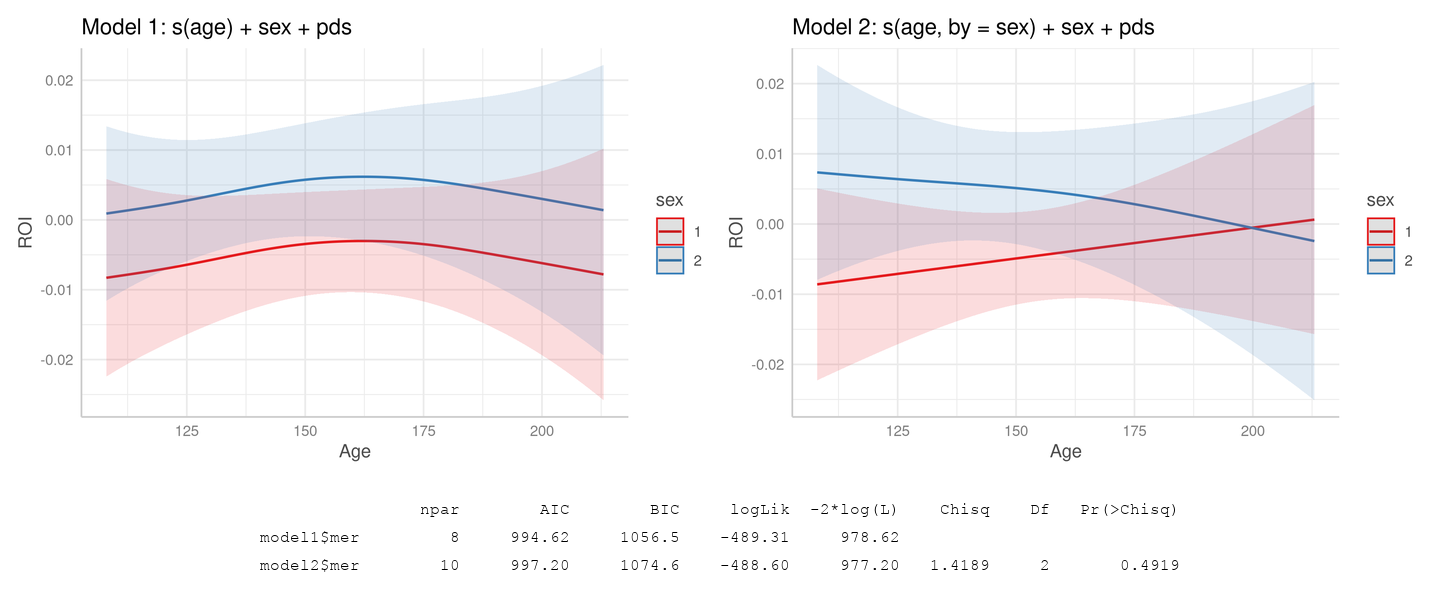 Model 1: s(age) + sex + pds
0.02
0.01
0.00
-0.01
-0.02
ROI
125 150 175 200
Age
sex
1
2
Model 2: s(age, by = sex) + sex + pds
0.02
0.01
0.00
-0.01
-0.02
ROI
125 150 175 200
Age
sex
1
2
npar AIC BIC logLik -2*log(L) Chisq Df Pr(>Chisq)
model1$mer 8 994.62 1056.5 -489.31 978.62
model2$mer 10 997.20 1074.6 -488.60 977.20 1.4189 2 0.4919